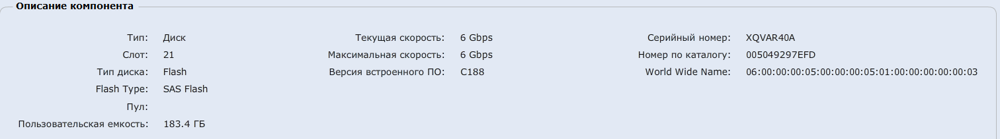 Описание компонента
Тип: Диск Текущая скорость: 6 Gbps Серийный номер: XQVAR40A
Слот: 21 Максимальная скорость: 6 Gbps Номер по каталогу: 005049297EFD
Тип диска: Flash Версия встроенного ПО: C188 World Wide Name: 06:00:00:00:05:00:00:00:05:01:00:00:00:00:00:03
Flash Type: SAS Flash
Пул:
Пользовательская емкость: 183.4 ГБ